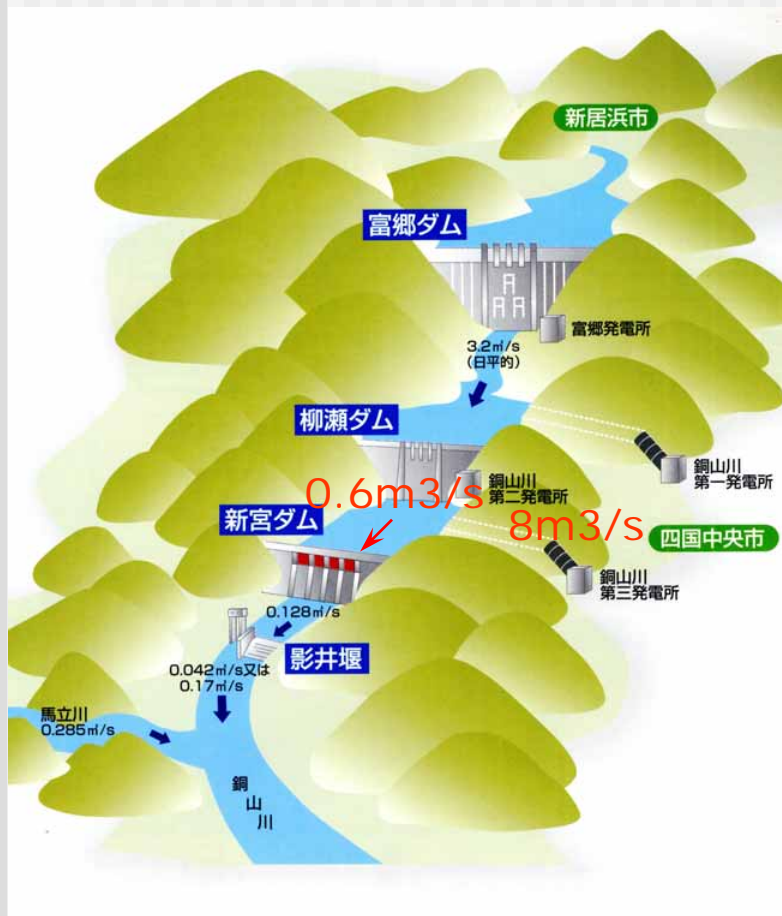 新居浜市
富郷ダム
富郷発電所
3.2㎥/s
(日平的)
柳瀬ダム
銅山川
第一発電所
銅山川
第二発電所
0.6m3/s
8m3/s
新宮ダム
四国中央市
銅山川
第三発電所
0.128㎥/s
影井堰
0.042㎥/s又は
0.17㎥/s
馬立川
0.285㎥/s
銅
山
川